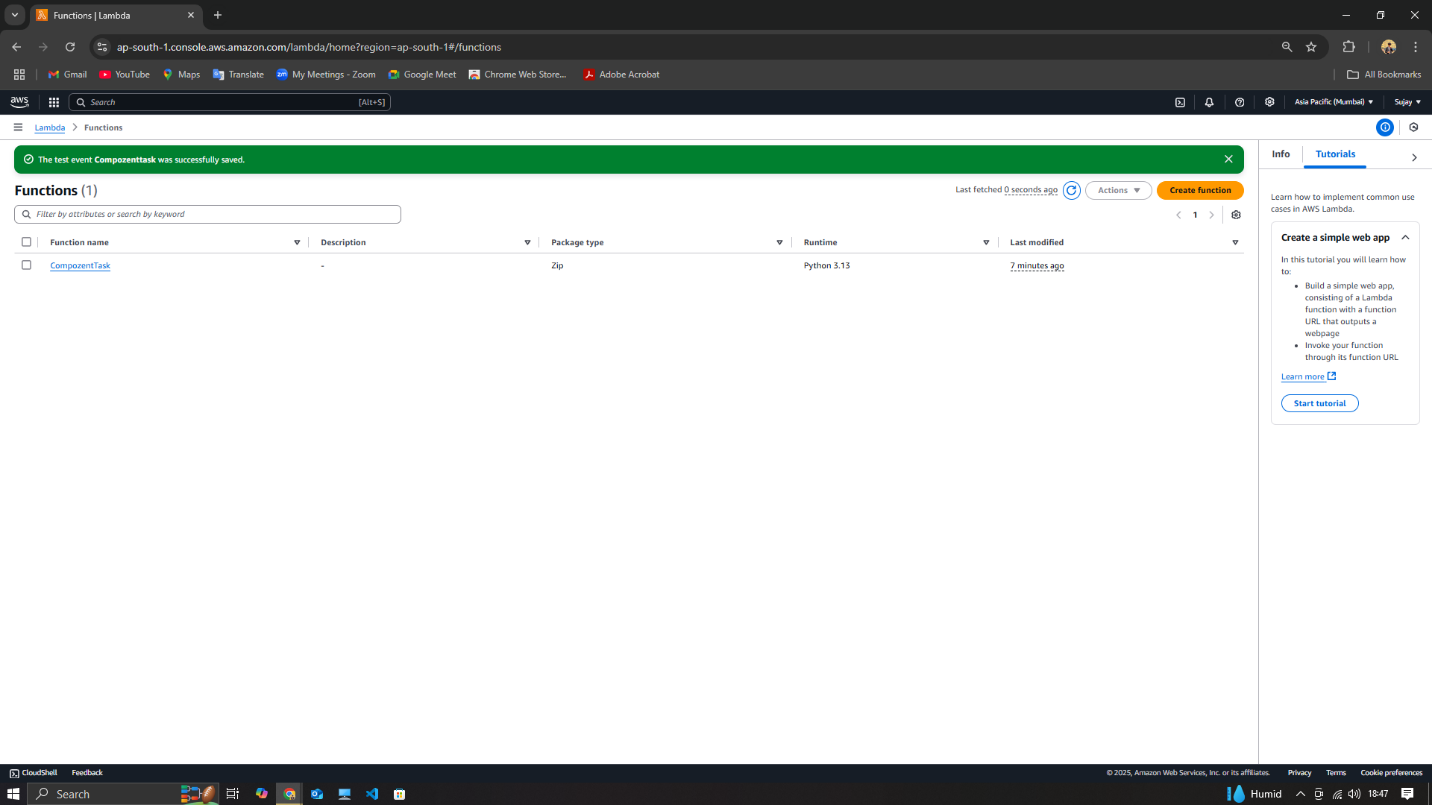 Functions | Lambda
ap-south-1.console.aws.amazon.com/lambda/home?region=ap-south-1#/functions
Gmail YouTube Maps Translate My Meetings - Zoom Google Meet Chrome Web Store... Adobe Acrobat All Bookmarks
aws Search [Alt+S] Asia Pacific (Mumbai) Sujay
Lambda Functions
The test event Compozenttask was successfully saved.
Functions (1)
Last fetched 0 seconds ago Actions Create function
Filter by attributes or search by keyword
1
Function name Description Package type Runtime Last modified
CompozentTask - Zip Python 3.13 7 minutes ago
Info Tutorials
Learn how to implement common use
cases in AWS Lambda.
Create a simple web app
In this tutorial you will learn how
to:
• Build a simple web app,
consisting of a Lambda
function with a function
URL that outputs a
webpage
• Invoke your function
through its function URL
Learn more
Start tutorial
CloudShell Feedback © 2025, Amazon Web Services, Inc. or its affiliates. Privacy Terms Cookie preferences
Search Humid 18:47